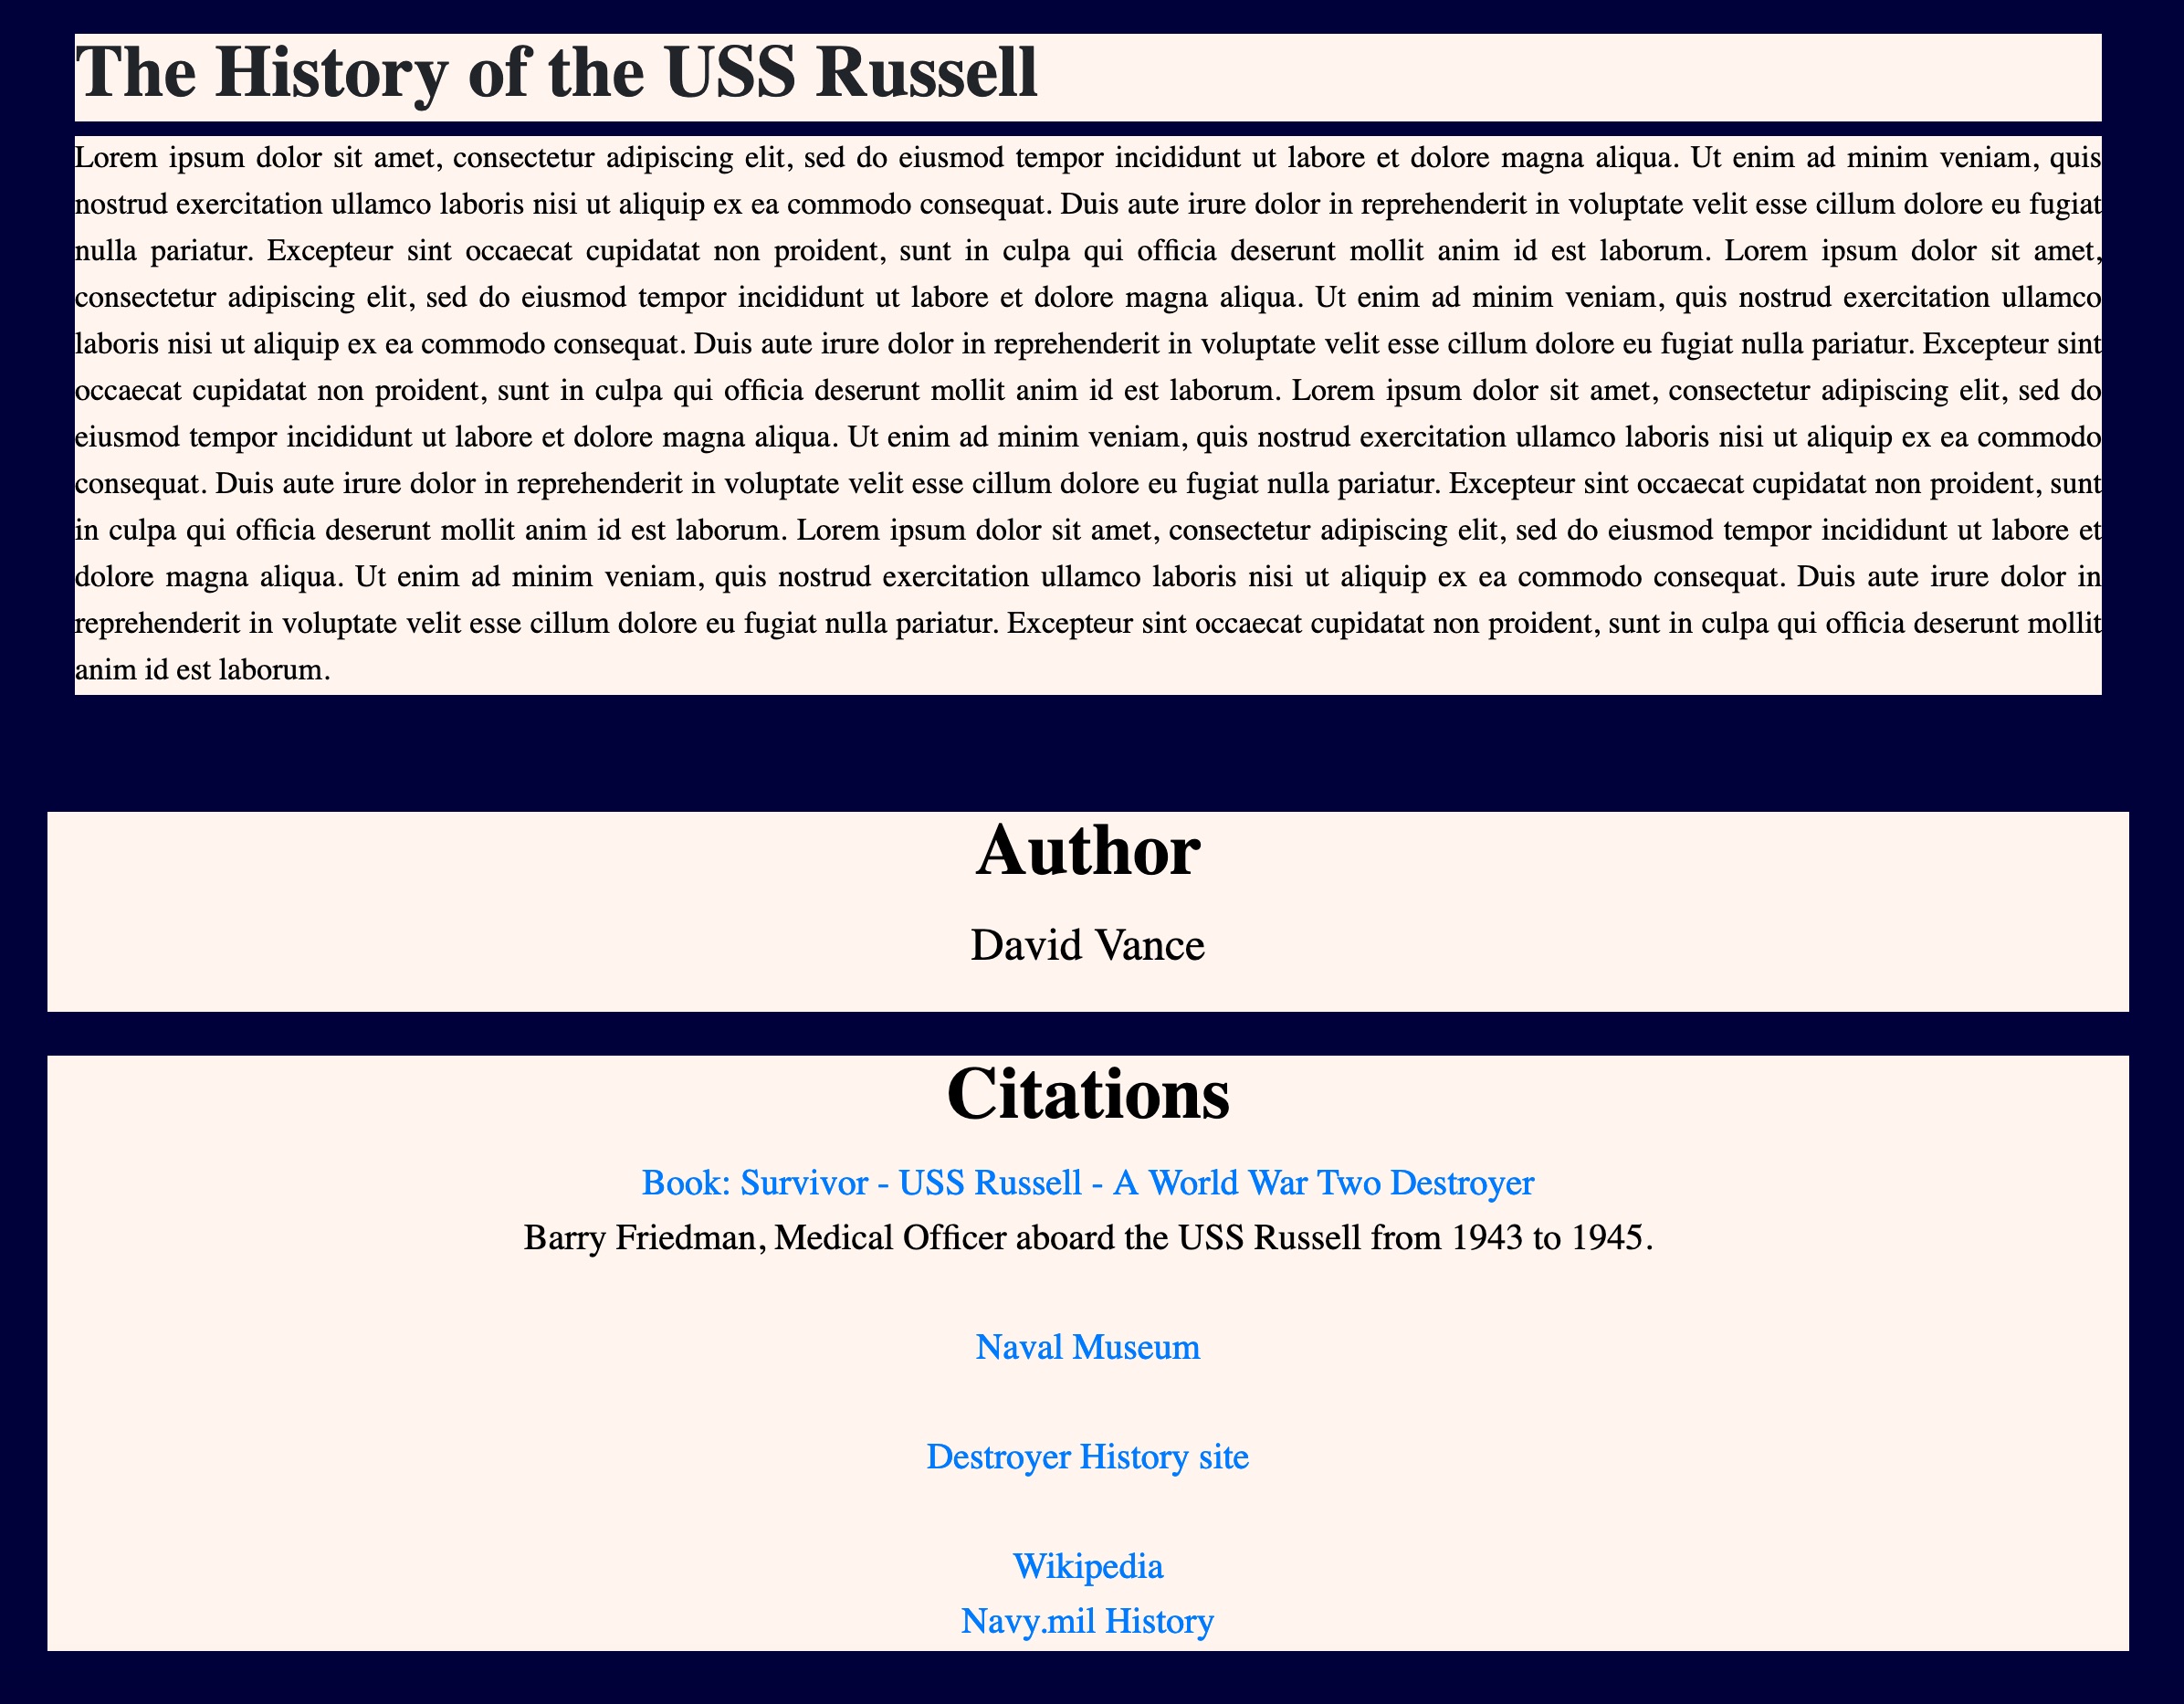 The History of the USS Russell
Lorem ipsum dolor sit amet, consectetur adipiscing elit, sed do eiusmod tempor incididunt ut labore et dolore magna aliqua. Ut enim ad minim veniam, quis
nostrud exercitation ullamco laboris nisi ut aliquip ex ea commodo consequat. Duis aute irure dolor in reprehenderit in voluptate velit esse cillum dolore eu fugiat
nulla pariatur. Excepteur sint occaecat cupidatat non proident, sunt in culpa qui officia deserunt mollit anim id est laborum. Lorem ipsum dolor sit amet,
consectetur adipiscing elit, sed do eiusmod tempor incididunt ut labore et dolore magna aliqua. Ut enim ad minim veniam, quis nostrud exercitation ullamco
laboris nisi ut aliquip ex ea commodo consequat. Duis aute irure dolor in reprehenderit in voluptate velit esse cillum dolore eu fugiat nulla pariatur. Excepteur sint
occaecat cupidatat non proident, sunt in culpa qui officia deserunt mollit anim id est laborum. Lorem ipsum dolor sit amet, consectetur adipiscing elit, sed do
eiusmod tempor incididunt ut labore et dolore magna aliqua. Ut enim ad minim veniam, quis nostrud exercitation ullamco laboris nisi ut aliquip ex ea commodo
consequat. Duis aute irure dolor in reprehenderit in voluptate velit esse cillum dolore eu fugiat nulla pariatur. Excepteur sint occaecat cupidatat non proident, sunt
in culpa qui officia deserunt mollit anim id est laborum. Lorem ipsum dolor sit amet, consectetur adipiscing elit, sed do eiusmod tempor incididunt ut labore et
dolore magna aliqua. Ut enim ad minim veniam, quis nostrud exercitation ullamco laboris nisi ut aliquip ex ea commodo consequat. Duis aute irure dolor in
reprehenderit in voluptate velit esse cillum dolore eu fugiat nulla pariatur. Excepteur sint occaecat cupidatat non proident, sunt in culpa qui officia deserunt mollit
anim id est laborum.
Author
David Vance
Citations
Book: Survivor - USS Russell - A World War Two Destroyer
Barry Friedman, Medical Officer aboard the USS Russell from 1943 to 1945.
Naval Museum
Destroyer History site
Wikipedia
Navy.mil History